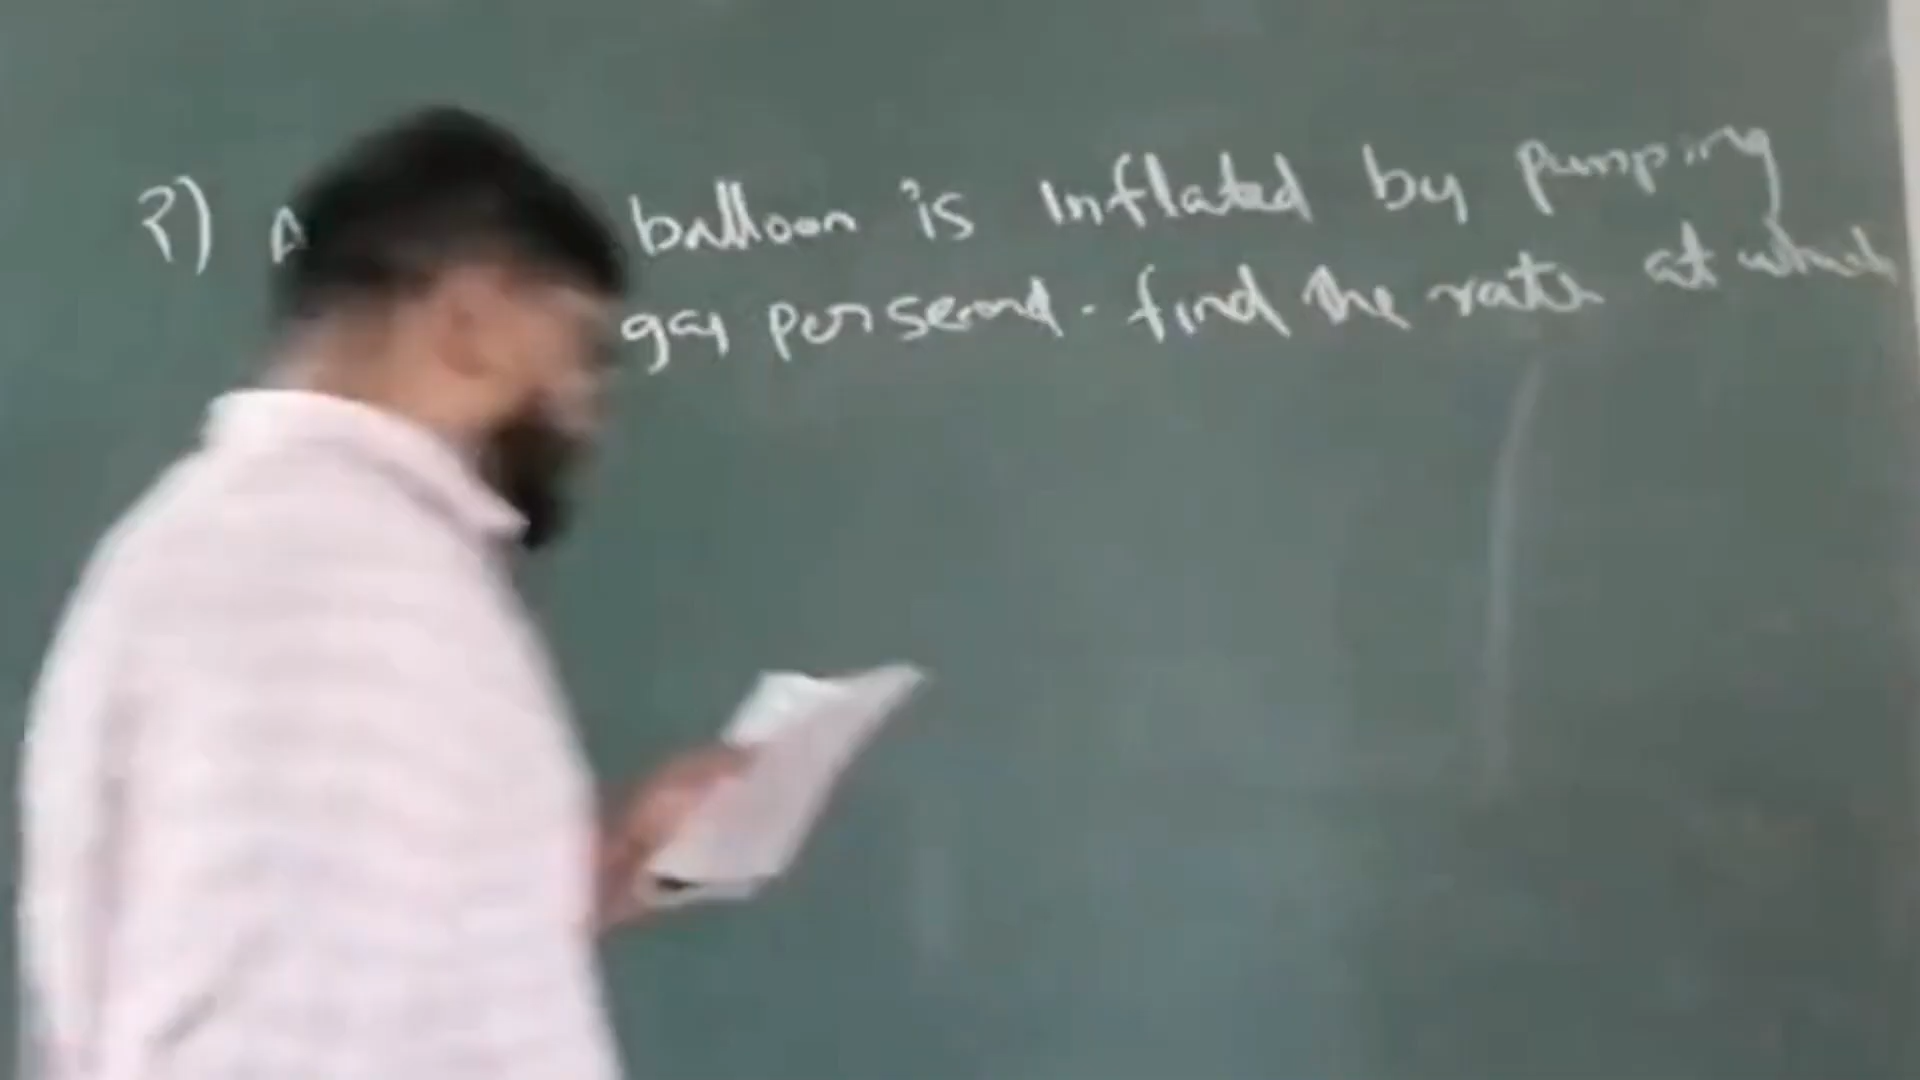 ?) A balloon is inflated by pumping
gas per second. find the rate at which